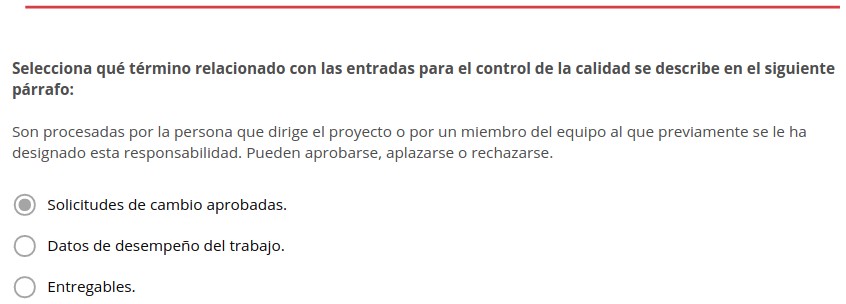 Selecciona qué término relacionado con las entradas para el control de la calidad se describe en el siguiente
párrafo:
Son procesadas por la persona que dirige el proyecto o por un miembro del equipo al que previamente se le ha
designado esta responsabilidad. Pueden aprobarse, aplazarse o rechazarse.
Solicitudes de cambio aprobadas.
Datos de desempeño del trabajo.
Entregables.